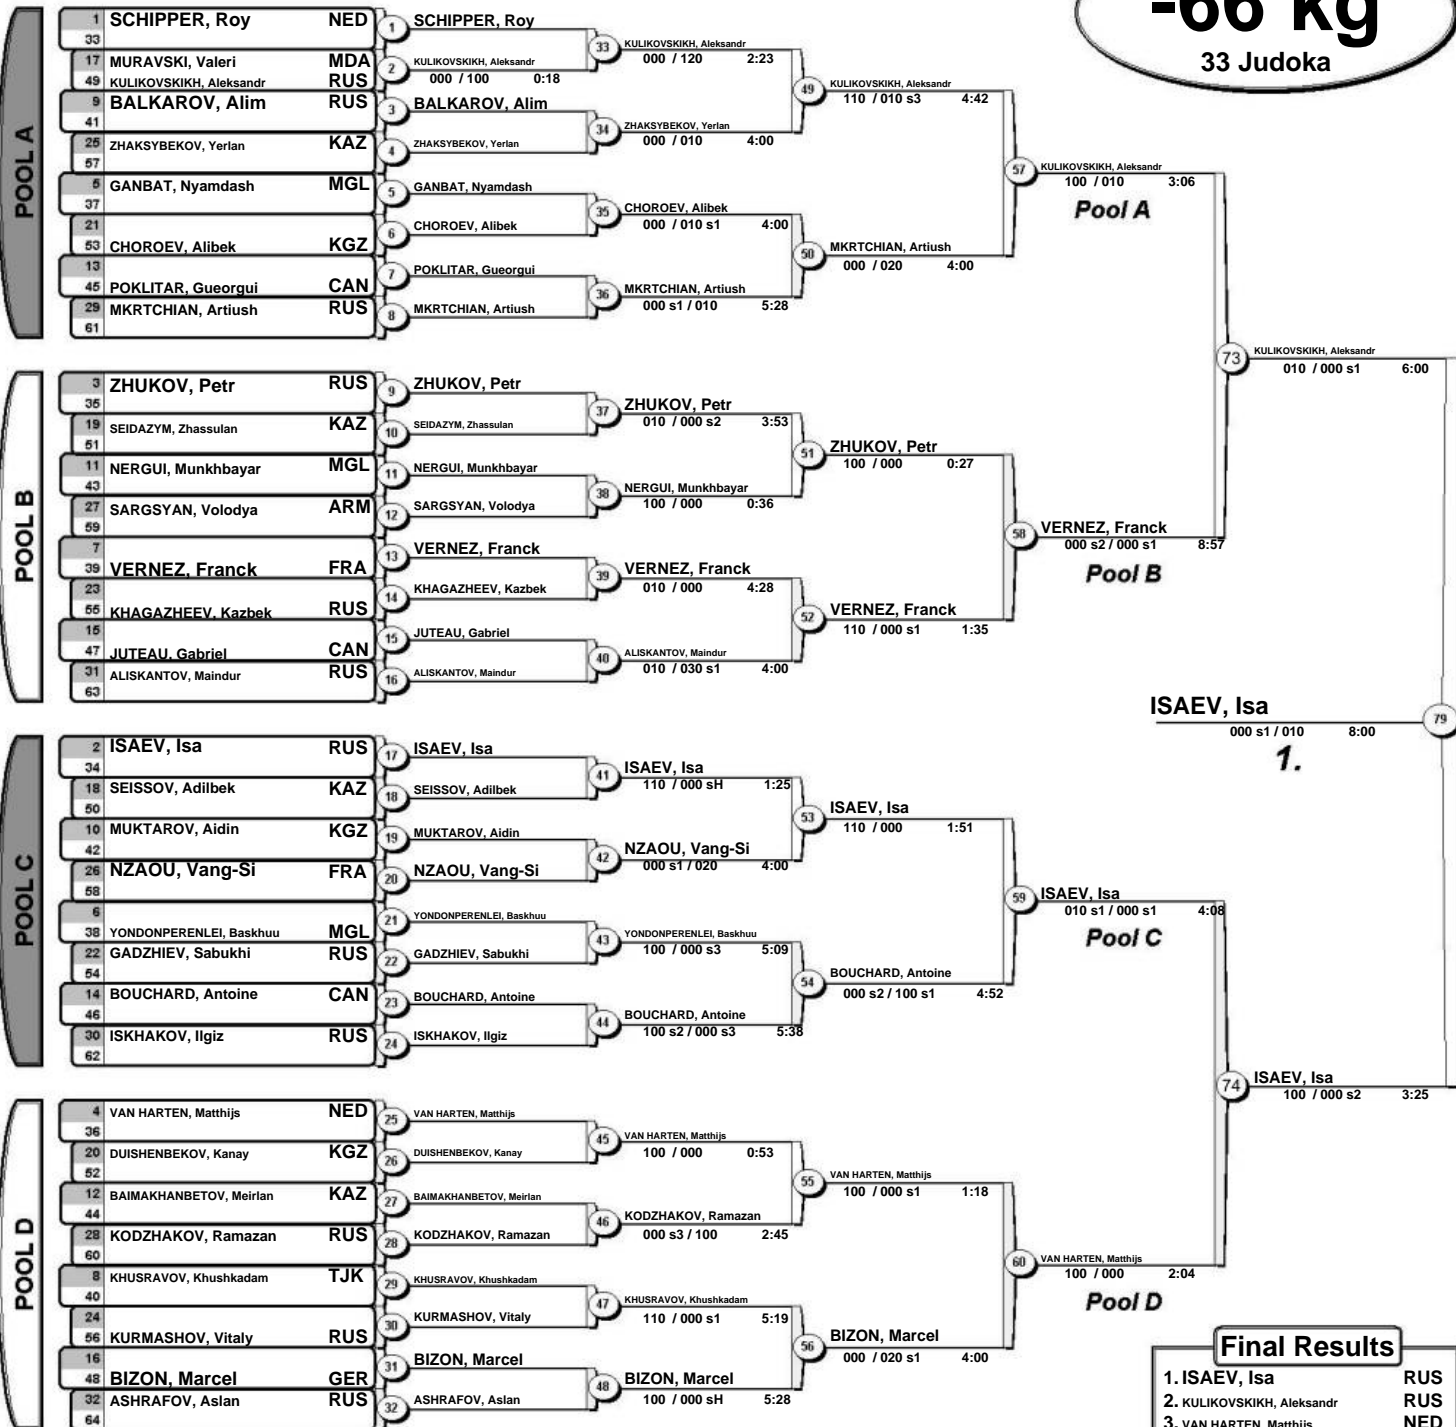 -66 kg
33 Judoka
POOL A
1 SCHIPPER, Roy NED
33
17 MURAVSKI, Valeri MDA
49 KULIKOVSKIKH, Aleksandr RUS
9 BALKAROV, Alim RUS
41
25 ZHAKSYBEKOV, Yerlan KAZ
57
5 GANBAT, Nyamdash MGL
37
21
53 CHOROEV, Alibek KGZ
13
45 POKLITAR, Gueorgui CAN
29 MKRTCHIAN, Artiush RUS
61
1 SCHIPPER, Roy
2 KULIKOVSKIKH, Aleksandr
000 / 100 0:18
3 BALKAROV, Alim
4 ZHAKSYBEKOV, Yerlan
5 GANBAT, Nyamdash
6 CHOROEV, Alibek
7 POKLITAR, Gueorgui
8 MKRTCHIAN, Artiush
33 KULIKOVSKIKH, Aleksandr
000 / 120 2:23
34 ZHAKSYBEKOV, Yerlan
000 / 010 4:00
35 CHOROEV, Alibek
000 / 010 s1 4:00
36 MKRTCHIAN, Artiush
000 s1 / 010 5:28
49 KULIKOVSKIKH, Aleksandr
110 / 010 s3 4:42
50 MKRTCHIAN, Artiush
000 / 020 4:00
57 KULIKOVSKIKH, Aleksandr
100 / 010 3:06
Pool A
POOL B
3 ZHUKOV, Petr RUS
35
19 SEIDAZYM, Zhassulan KAZ
51
11 NERGUI, Munkhbayar MGL
43
27 SARGSYAN, Volodya ARM
59
7
39 VERNEZ, Franck FRA
23
55 KHAGAZHEEV, Kazbek RUS
15
47 JUTEAU, Gabriel CAN
31 ALISKANTOV, Maindur RUS
63
9 ZHUKOV, Petr
10 SEIDAZYM, Zhassulan
11 NERGUI, Munkhbayar
12 SARGSYAN, Volodya
13 VERNEZ, Franck
14 KHAGAZHEEV, Kazbek
15 JUTEAU, Gabriel
16 ALISKANTOV, Maindur
37 ZHUKOV, Petr
010 / 000 s2 3:53
38 NERGUI, Munkhbayar
100 / 000 0:36
39 VERNEZ, Franck
010 / 000 4:28
40 ALISKANTOV, Maindur
010 / 030 s1 4:00
51 ZHUKOV, Petr
100 / 000 0:27
52 VERNEZ, Franck
110 / 000 s1 1:35
58 VERNEZ, Franck
000 s2 / 000 s1 8:57
Pool B
73 KULIKOVSKIKH, Aleksandr
010 / 000 s1 6:00
ISAEV, Isa 79
000 s1 / 010 8:00
1.
POOL C
2 ISAEV, Isa RUS
34
18 SEISSOV, Adilbek KAZ
50
10 MUKTAROV, Aidin KGZ
42
26 NZAOU, Vang-Si FRA
58
6
38 YONDONPERENLEI, Baskhuu MGL
22 GADZHIEV, Sabukhi RUS
54
14 BOUCHARD, Antoine CAN
46
30 ISKHAKOV, Ilgiz RUS
62
17 ISAEV, Isa
18 SEISSOV, Adilbek
19 MUKTAROV, Aidin
20 NZAOU, Vang-Si
21 YONDONPERENLEI, Baskhuu
22 GADZHIEV, Sabukhi
23 BOUCHARD, Antoine
24 ISKHAKOV, Ilgiz
41 ISAEV, Isa
110 / 000 sH 1:25
42 NZAOU, Vang-Si
000 s1 / 020 4:00
43 YONDONPERENLEI, Baskhuu
100 / 000 s3 5:09
44 BOUCHARD, Antoine
100 s2 / 000 s3 5:38
53 ISAEV, Isa
110 / 000 1:51
54 BOUCHARD, Antoine
000 s2 / 100 s1 4:52
59 ISAEV, Isa
010 s1 / 000 s1 4:08
Pool C
POOL D
4 VAN HARTEN, Matthijs NED
36
20 DUISHENBEKOV, Kanay KGZ
52
12 BAIMAKHANBETOV, Meirlan KAZ
44
28 KODZHAKOV, Ramazan RUS
60
8 KHUSRAVOV, Khushkadam TJK
40
24
56 KURMASHOV, Vitaly RUS
16
48 BIZON, Marcel GER
32 ASHRAFOV, Aslan RUS
64
25 VAN HARTEN, Matthijs
26 DUISHENBEKOV, Kanay
27 BAIMAKHANBETOV, Meirlan
28 KODZHAKOV, Ramazan
29 KHUSRAVOV, Khushkadam
30 KURMASHOV, Vitaly
31 BIZON, Marcel
32 ASHRAFOV, Aslan
45 VAN HARTEN, Matthijs
100 / 000 0:53
46 KODZHAKOV, Ramazan
000 s3 / 100 2:45
47 KHUSRAVOV, Khushkadam
110 / 000 s1 5:19
48 BIZON, Marcel
100 / 000 sH 5:28
55 VAN HARTEN, Matthijs
100 / 000 s1 1:18
56 BIZON, Marcel
000 / 020 s1 4:00
60 VAN HARTEN, Matthijs
100 / 000 2:04
Pool D
74 ISAEV, Isa
100 / 000 s2 3:25
Final Results
1. ISAEV, Isa RUS
2. KULIKOVSKIKH, Aleksandr RUS
3. VAN HARTEN, Matthijs NED